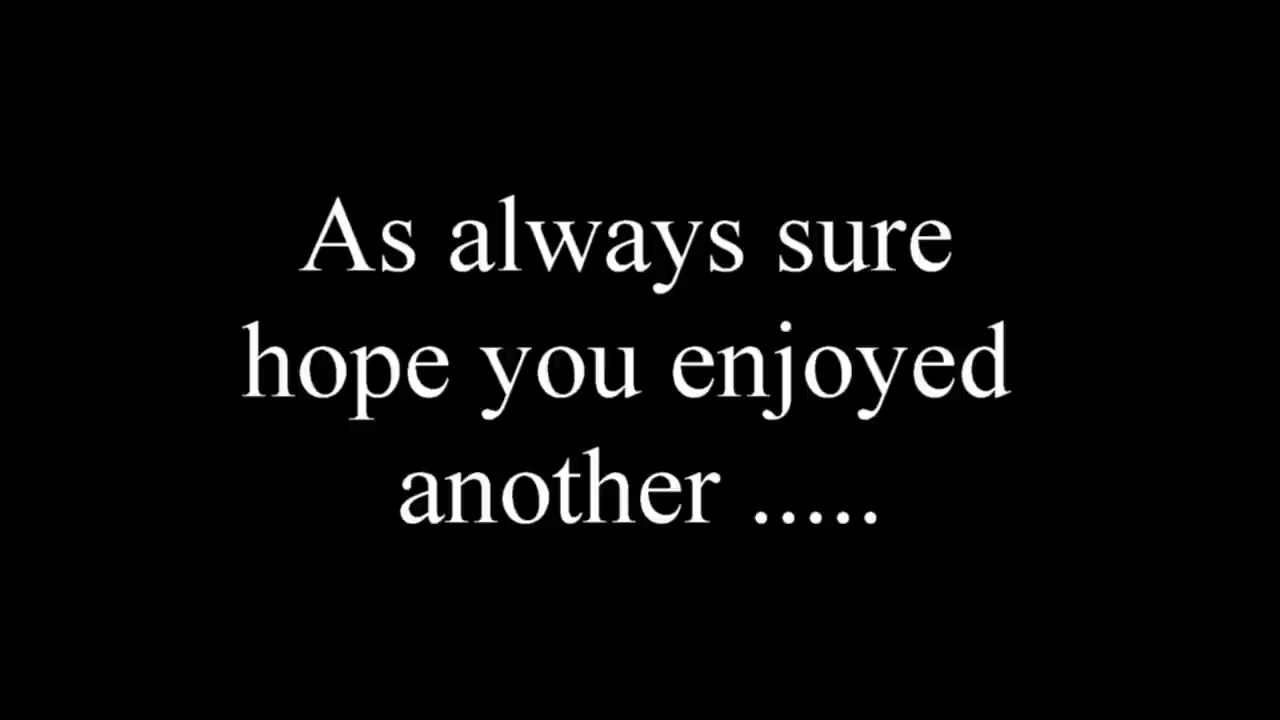 As always sure
hope you enjoyed
another .....